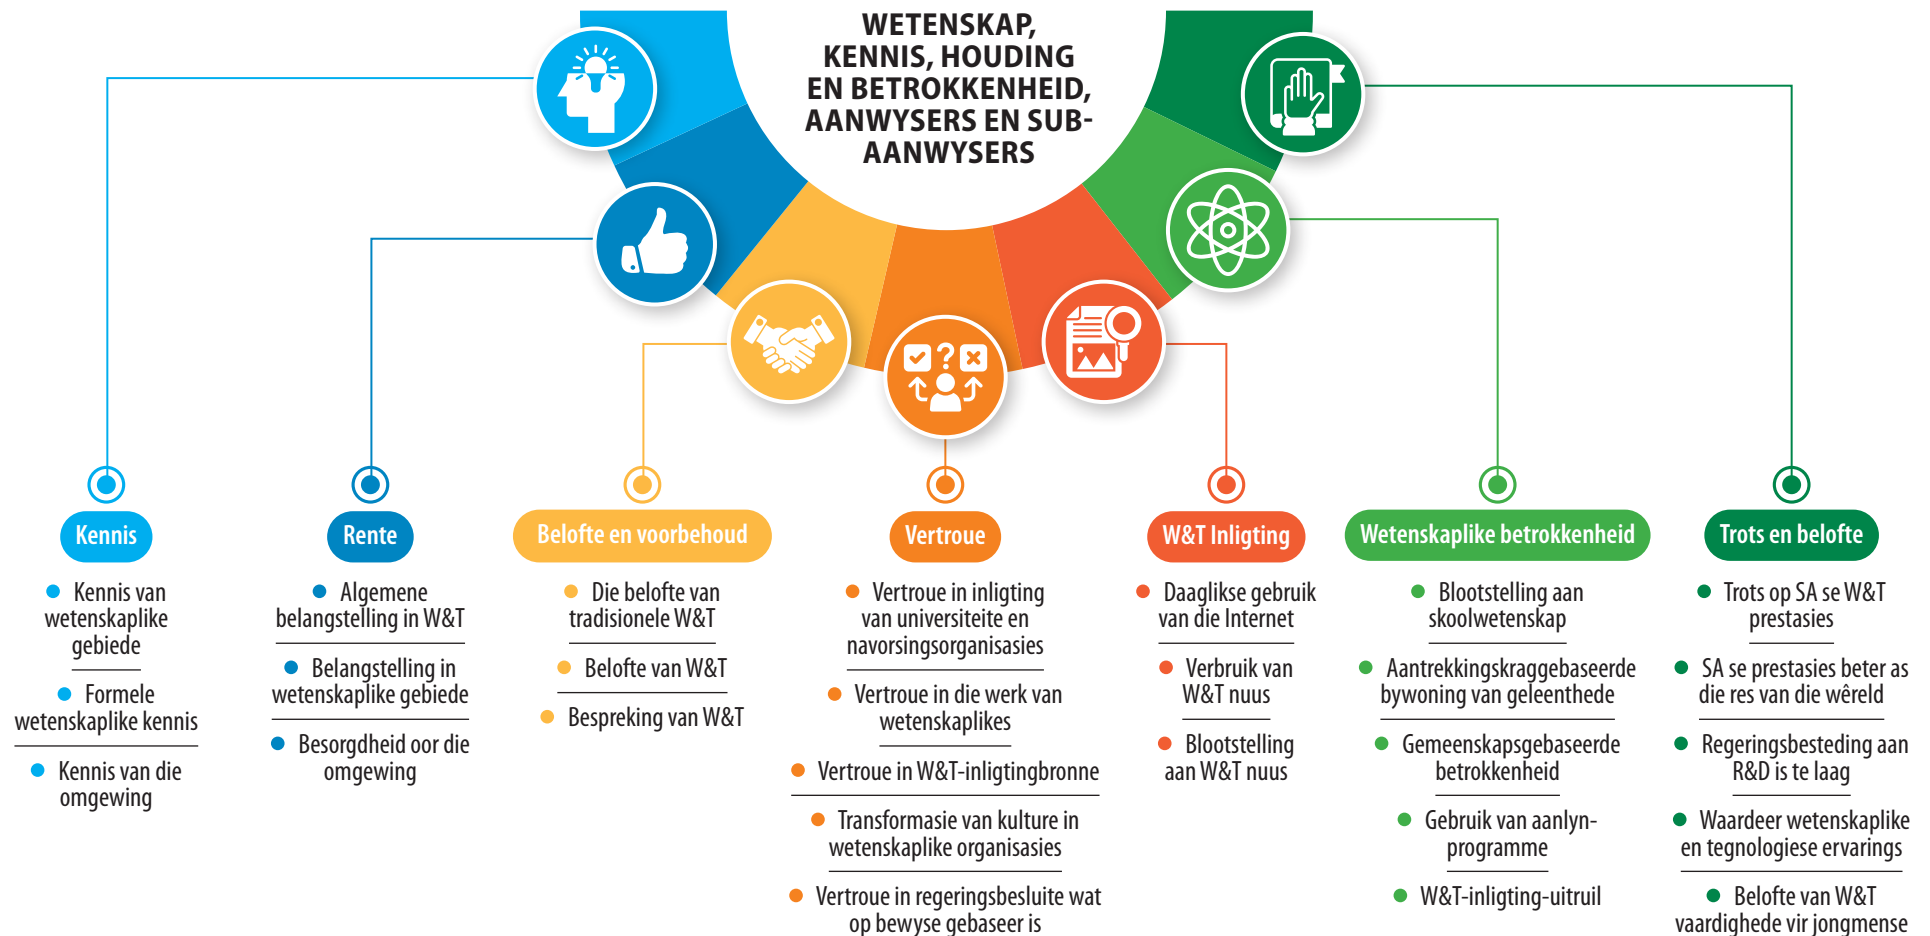 WETENSKAP,
KENNIS, HOUDING
EN BETROKKENHEID,
AANWYSERS EN SUB-
AANWYSERS
Kennis
● Kennis van
wetenskaplike
gebiede
● Formele
wetenskaplike kennis
● Kennis van die
omgewing
Rente
● Algemene
belangstelling in W&T
● Belangstelling in
wetenskaplike gebiede
● Besorgdheid oor die
omgewing
Belofte en voorbehoud
● Die belofte van
tradisionele W&T
● Belofte van W&T
● Bespreking van W&T
Vertroue
● Vertroue in inligting
van universiteite en
navorsingsorganisasies
● Vertroue in die werk van
wetenskaplikes
● Vertroue in W&T-inligtingbronne
● Transformasie van kulture in
wetenskaplike organisasies
● Vertroue in regeringsbesluite wat
op bewyse gebaseer is
W&T Inligting
● Daaglikse gebruik
van die Internet
● Verbruik van
W&T nuus
● Blootstelling
aan W&T nuus
Wetenskaplike betrokkenheid
● Blootstelling aan
skoolwetenskap
● Aantrekkingskraggebaseerde
bywoning van geleenthede
● Gemeenskapsgebaseerde
betrokkenheid
● Gebruik van aanlyn-
programme
● W&T-inligting-uitruil
Trots en belofte
● Trots op SA se W&T
prestasies
● SA se prestasies beter as
die res van die wêreld
● Regeringsbesteding aan
R&D is te laag
● Waardeer wetenskaplike
en tegnologiese ervarings
● Belofte van W&T
vaardighede vir jongmense